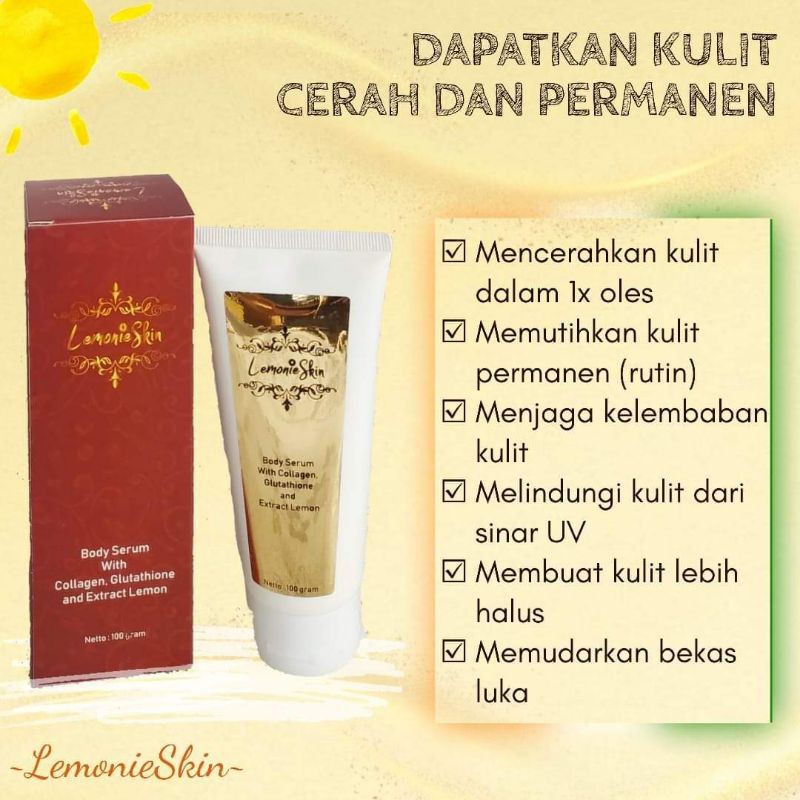 DAPATKAN KULIT
CERAH DAN PERMANEN
LemonieSkin
LemonieSkin
Body Serum
With
Collagen, Glutathione
and Extract Lemon
Netto : 100 gram
LemonieSkin
Body Serum
With Collagen,
Glutathione
and
Extract Lemon
Netto : 100 gram
☑ Mencerahkan kulit
dalam 1x oles
☑ Memutihkan kulit
permanen (rutin)
☑ Menjaga kelembaban
kulit
☑ Melindungi kulit dari
sinar UV
☑ Membuat kulit lebih
halus
☑ Memudarkan bekas
luka
~LemonieSkin~